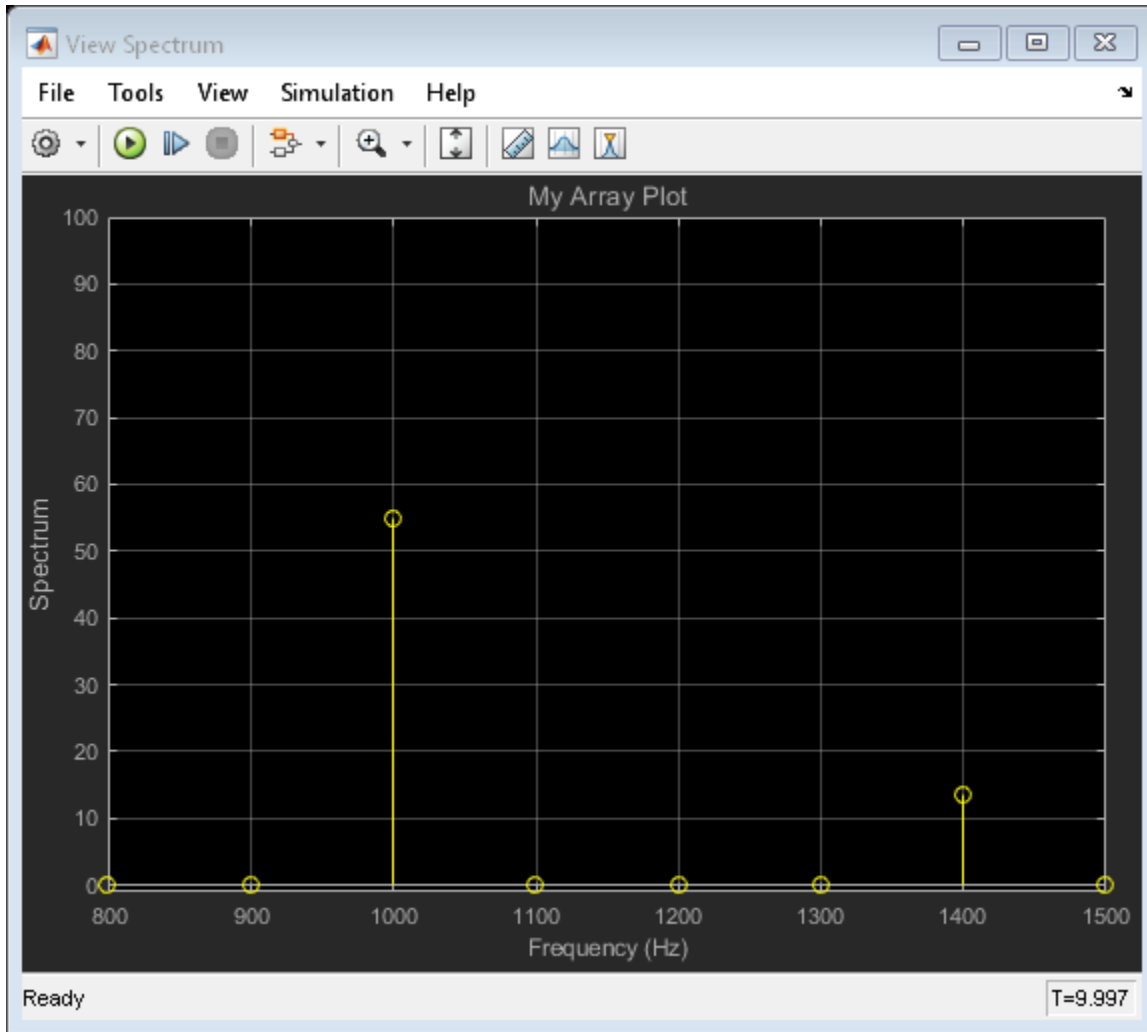 View Spectrum
File Tools View Simulation Help
My Array Plot
100
90
80
70
60
50
40
30
20
10
0
Spectrum
800 900 1000 1100 1200 1300 1400 1500
Frequency (Hz)
Ready T=9.997